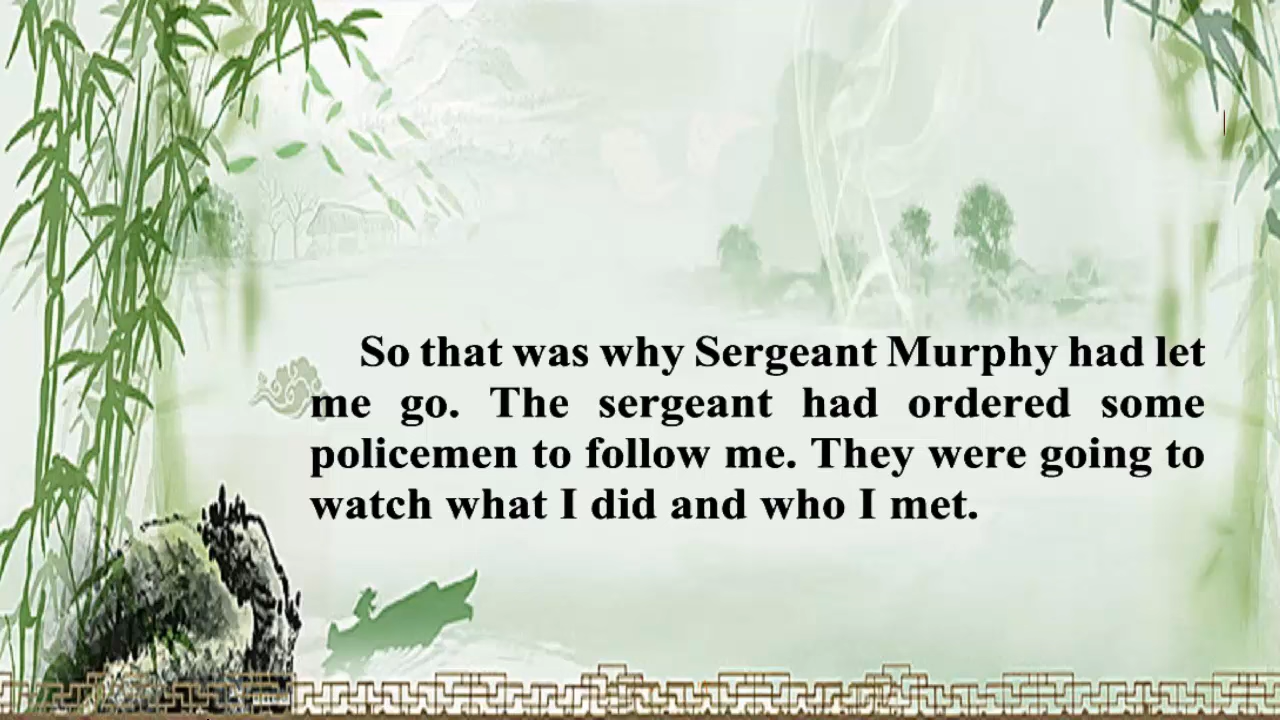 So that was why Sergeant Murphy had let
me go. The sergeant had ordered some
policemen to follow me. They were going to
watch what I did and who I met.